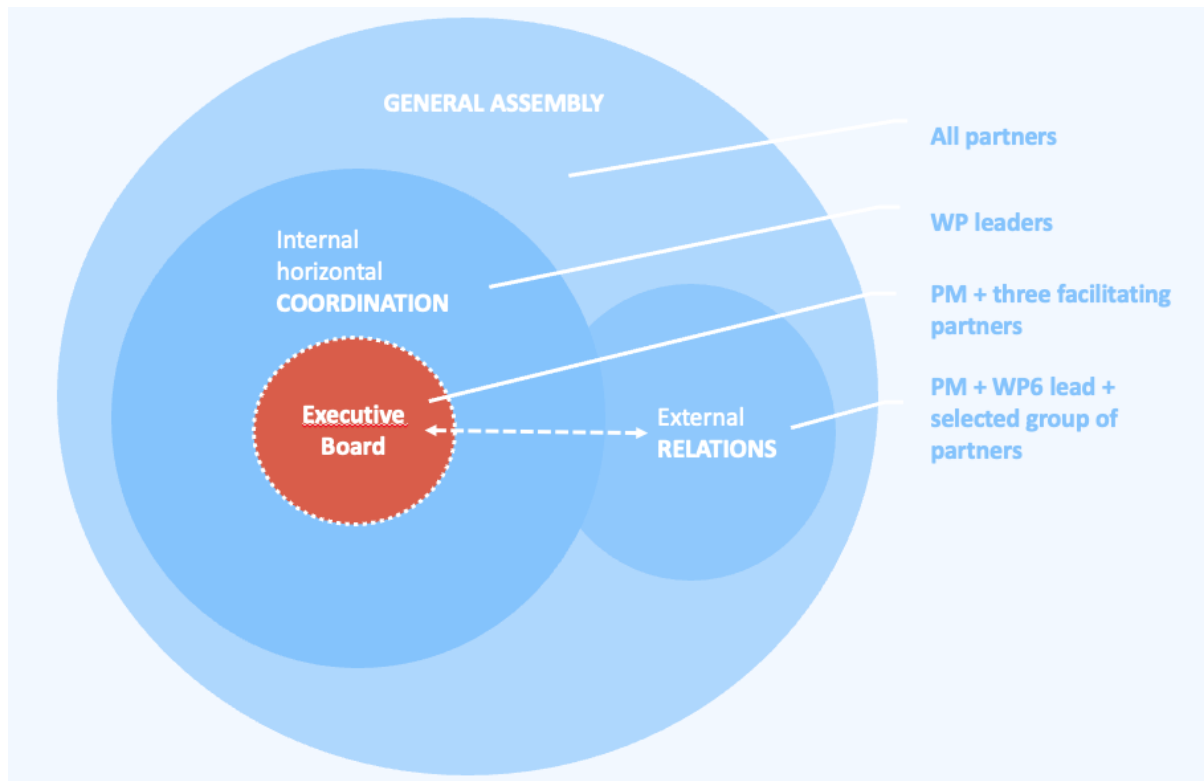 GENERAL ASSEMBLY
All partners
Internal
horizontal
COORDINATION
WP leaders
PM + three facilitating
partners
Executive
Board
External
RELATIONS
PM + WP6 lead +
selected group of
partners